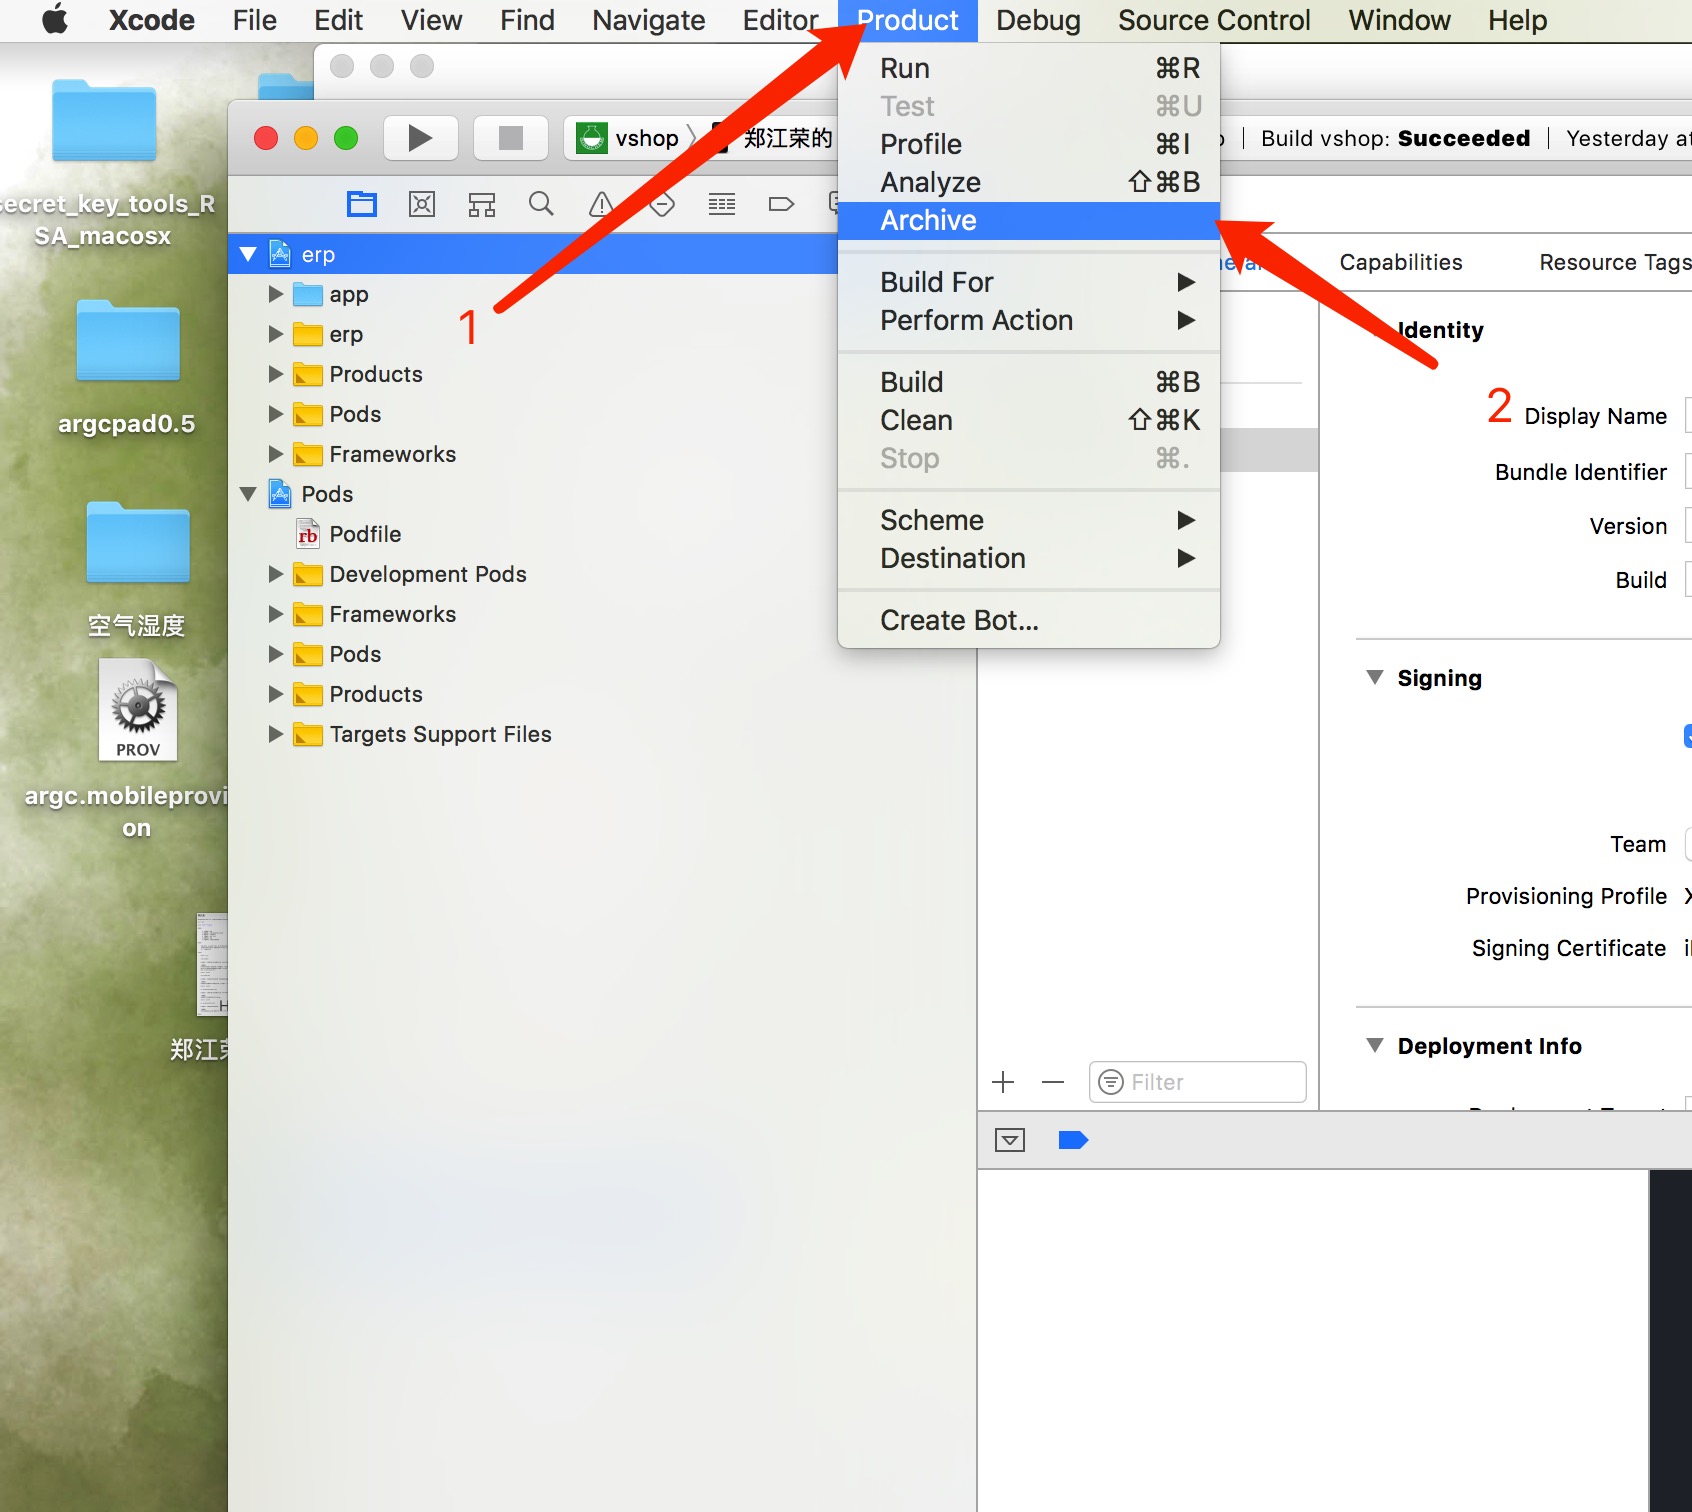 Xcode File Edit View Find Navigate Editor Product Debug Source Control Window Help
Run ⌘R
Test ⌘U
Profile ⌘I
Analyze ⇧⌘B
Archive
Build For
Perform Action
Build ⌘B
Clean ⇧⌘K
Stop ⌘.
Scheme
Destination
Create Bot...
vshop 郑江荣的
Build vshop: Succeeded Yesterday at
1
2
erp
app
erp
Products
Pods
Frameworks
Pods
rb Podfile
Development Pods
Frameworks
Pods
Products
Targets Support Files
secret_key_tools_R
SA_macosx
argcpad0.5
空气湿度
PROV
argc.mobileprovi
on
郑江荣
Capabilities Resource Tags
Identity
Display Name
Bundle Identifier
Version
Build
Signing
Team
Provisioning Profile
Signing Certificate
Deployment Info
Filter